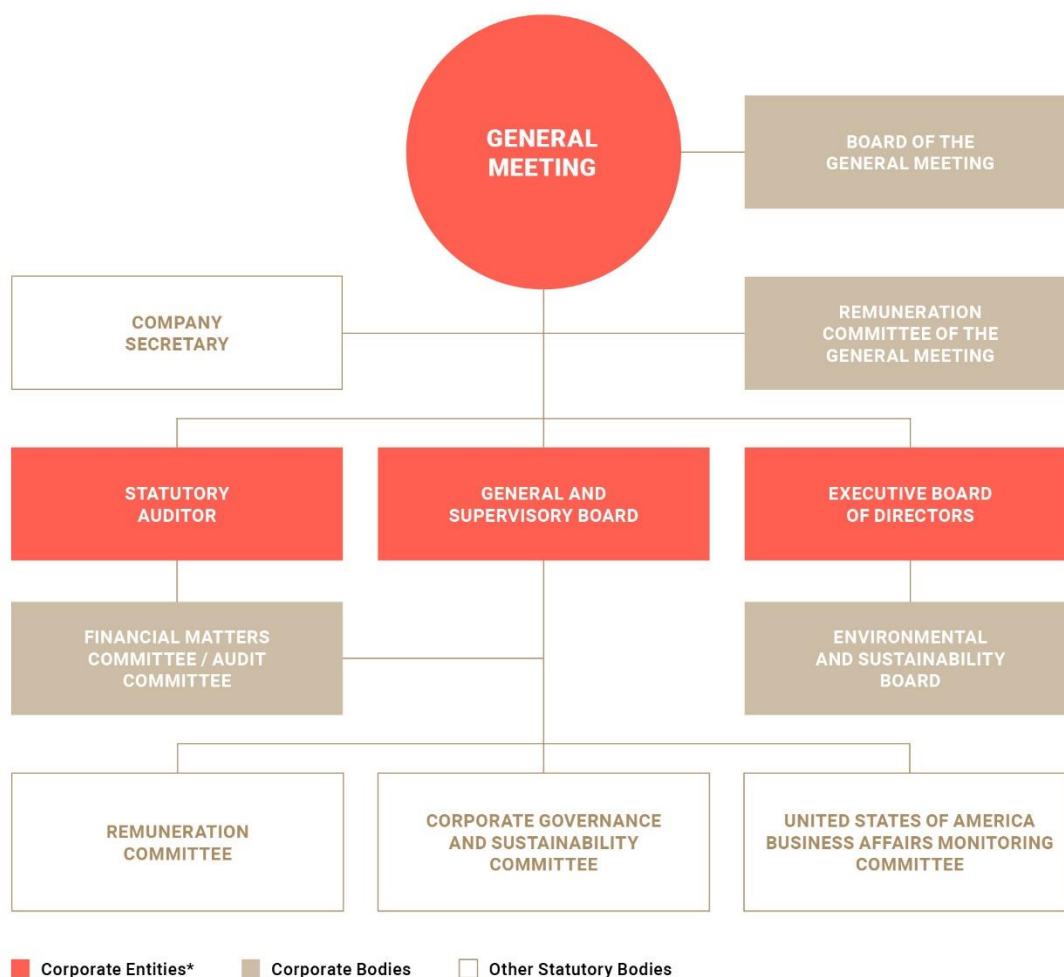 GENERAL
MEETING
BOARD OF THE
GENERAL MEETING
COMPANY
SECRETARY
REMUNERATION
COMMITTEE OF THE
GENERAL MEETING
STATUTORY
AUDITOR
GENERAL AND
SUPERVISORY BOARD
EXECUTIVE BOARD
OF DIRECTORS
FINANCIAL MATTERS
COMMITTEE / AUDIT
COMMITTEE
ENVIRONMENTAL
AND SUSTAINABILITY
BOARD
REMUNERATION
COMMITTEE
CORPORATE GOVERNANCE
AND SUSTAINABILITY
COMMITTEE
UNITED STATES OF AMERICA
BUSINESS AFFAIRS MONITORING
COMMITTEE
Corporate Entities* Corporate Bodies Other Statutory Bodies